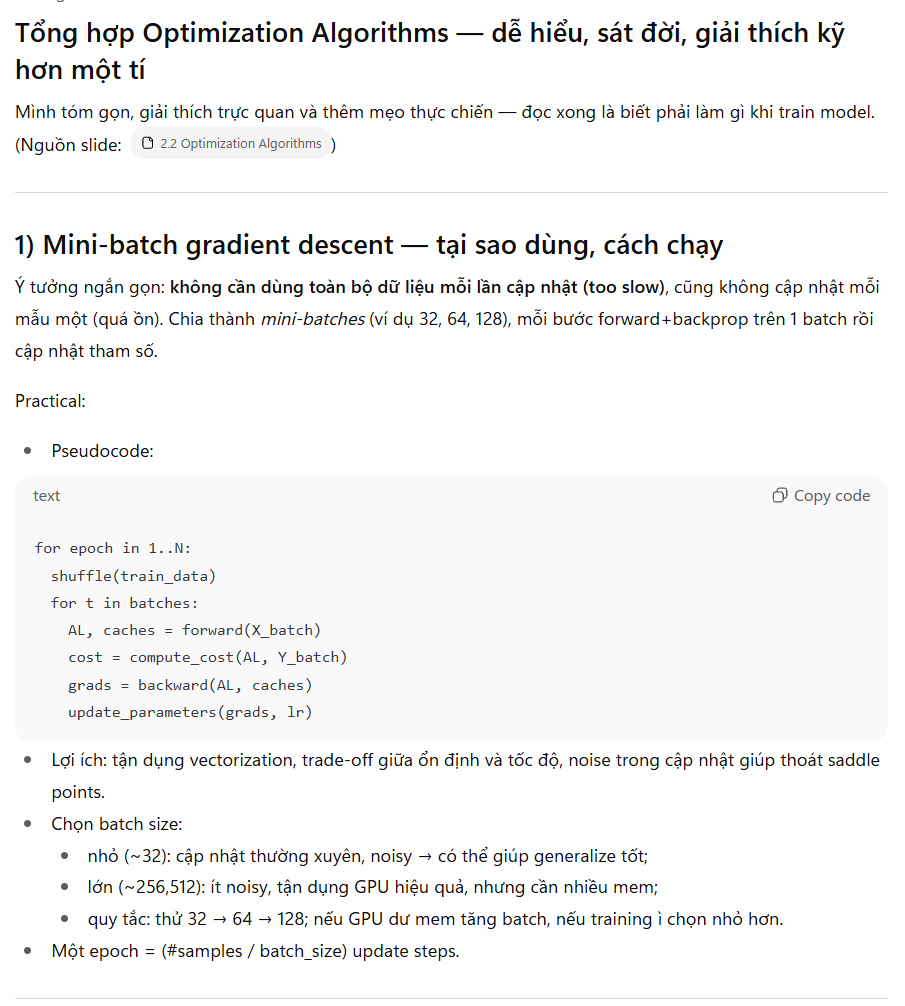 Tổng hợp Optimization Algorithms — dễ hiểu, sát đời, giải thích kỹ
hơn một tí
Mình tóm gọn, giải thích trực quan và thêm mẹo thực chiến — đọc xong là biết phải làm gì khi train model.
(Nguồn slide: 2.2 Optimization Algorithms )
1) Mini-batch gradient descent — tại sao dùng, cách chạy
Ý tưởng ngắn gọn: không cần dùng toàn bộ dữ liệu mỗi lần cập nhật (too slow), cũng không cập nhật mỗi
mẫu một (quá ồn). Chia thành mini-batches (ví dụ 32, 64, 128), mỗi bước forward+backprop trên 1 batch rồi
cập nhật tham số.
Practical:
• Pseudocode:
text Copy code
for epoch in 1..N:
  shuffle(train_data)
  for t in batches:
    AL, caches = forward(X_batch)
    cost = compute_cost(AL, Y_batch)
    grads = backward(AL, caches)
    update_parameters(grads, lr)
• Lợi ích: tận dụng vectorization, trade-off giữa ổn định và tốc độ, noise trong cập nhật giúp thoát saddle
points.
• Chọn batch size:
• nhỏ (~32): cập nhật thường xuyên, noisy → có thể giúp generalize tốt;
• lớn (~256,512): ít noisy, tận dụng GPU hiệu quả, nhưng cần nhiều mem;
• quy tắc: thử 32 → 64 → 128; nếu GPU dư mem tăng batch, nếu training ì chọn nhỏ hơn.
• Một epoch = (#samples / batch_size) update steps.